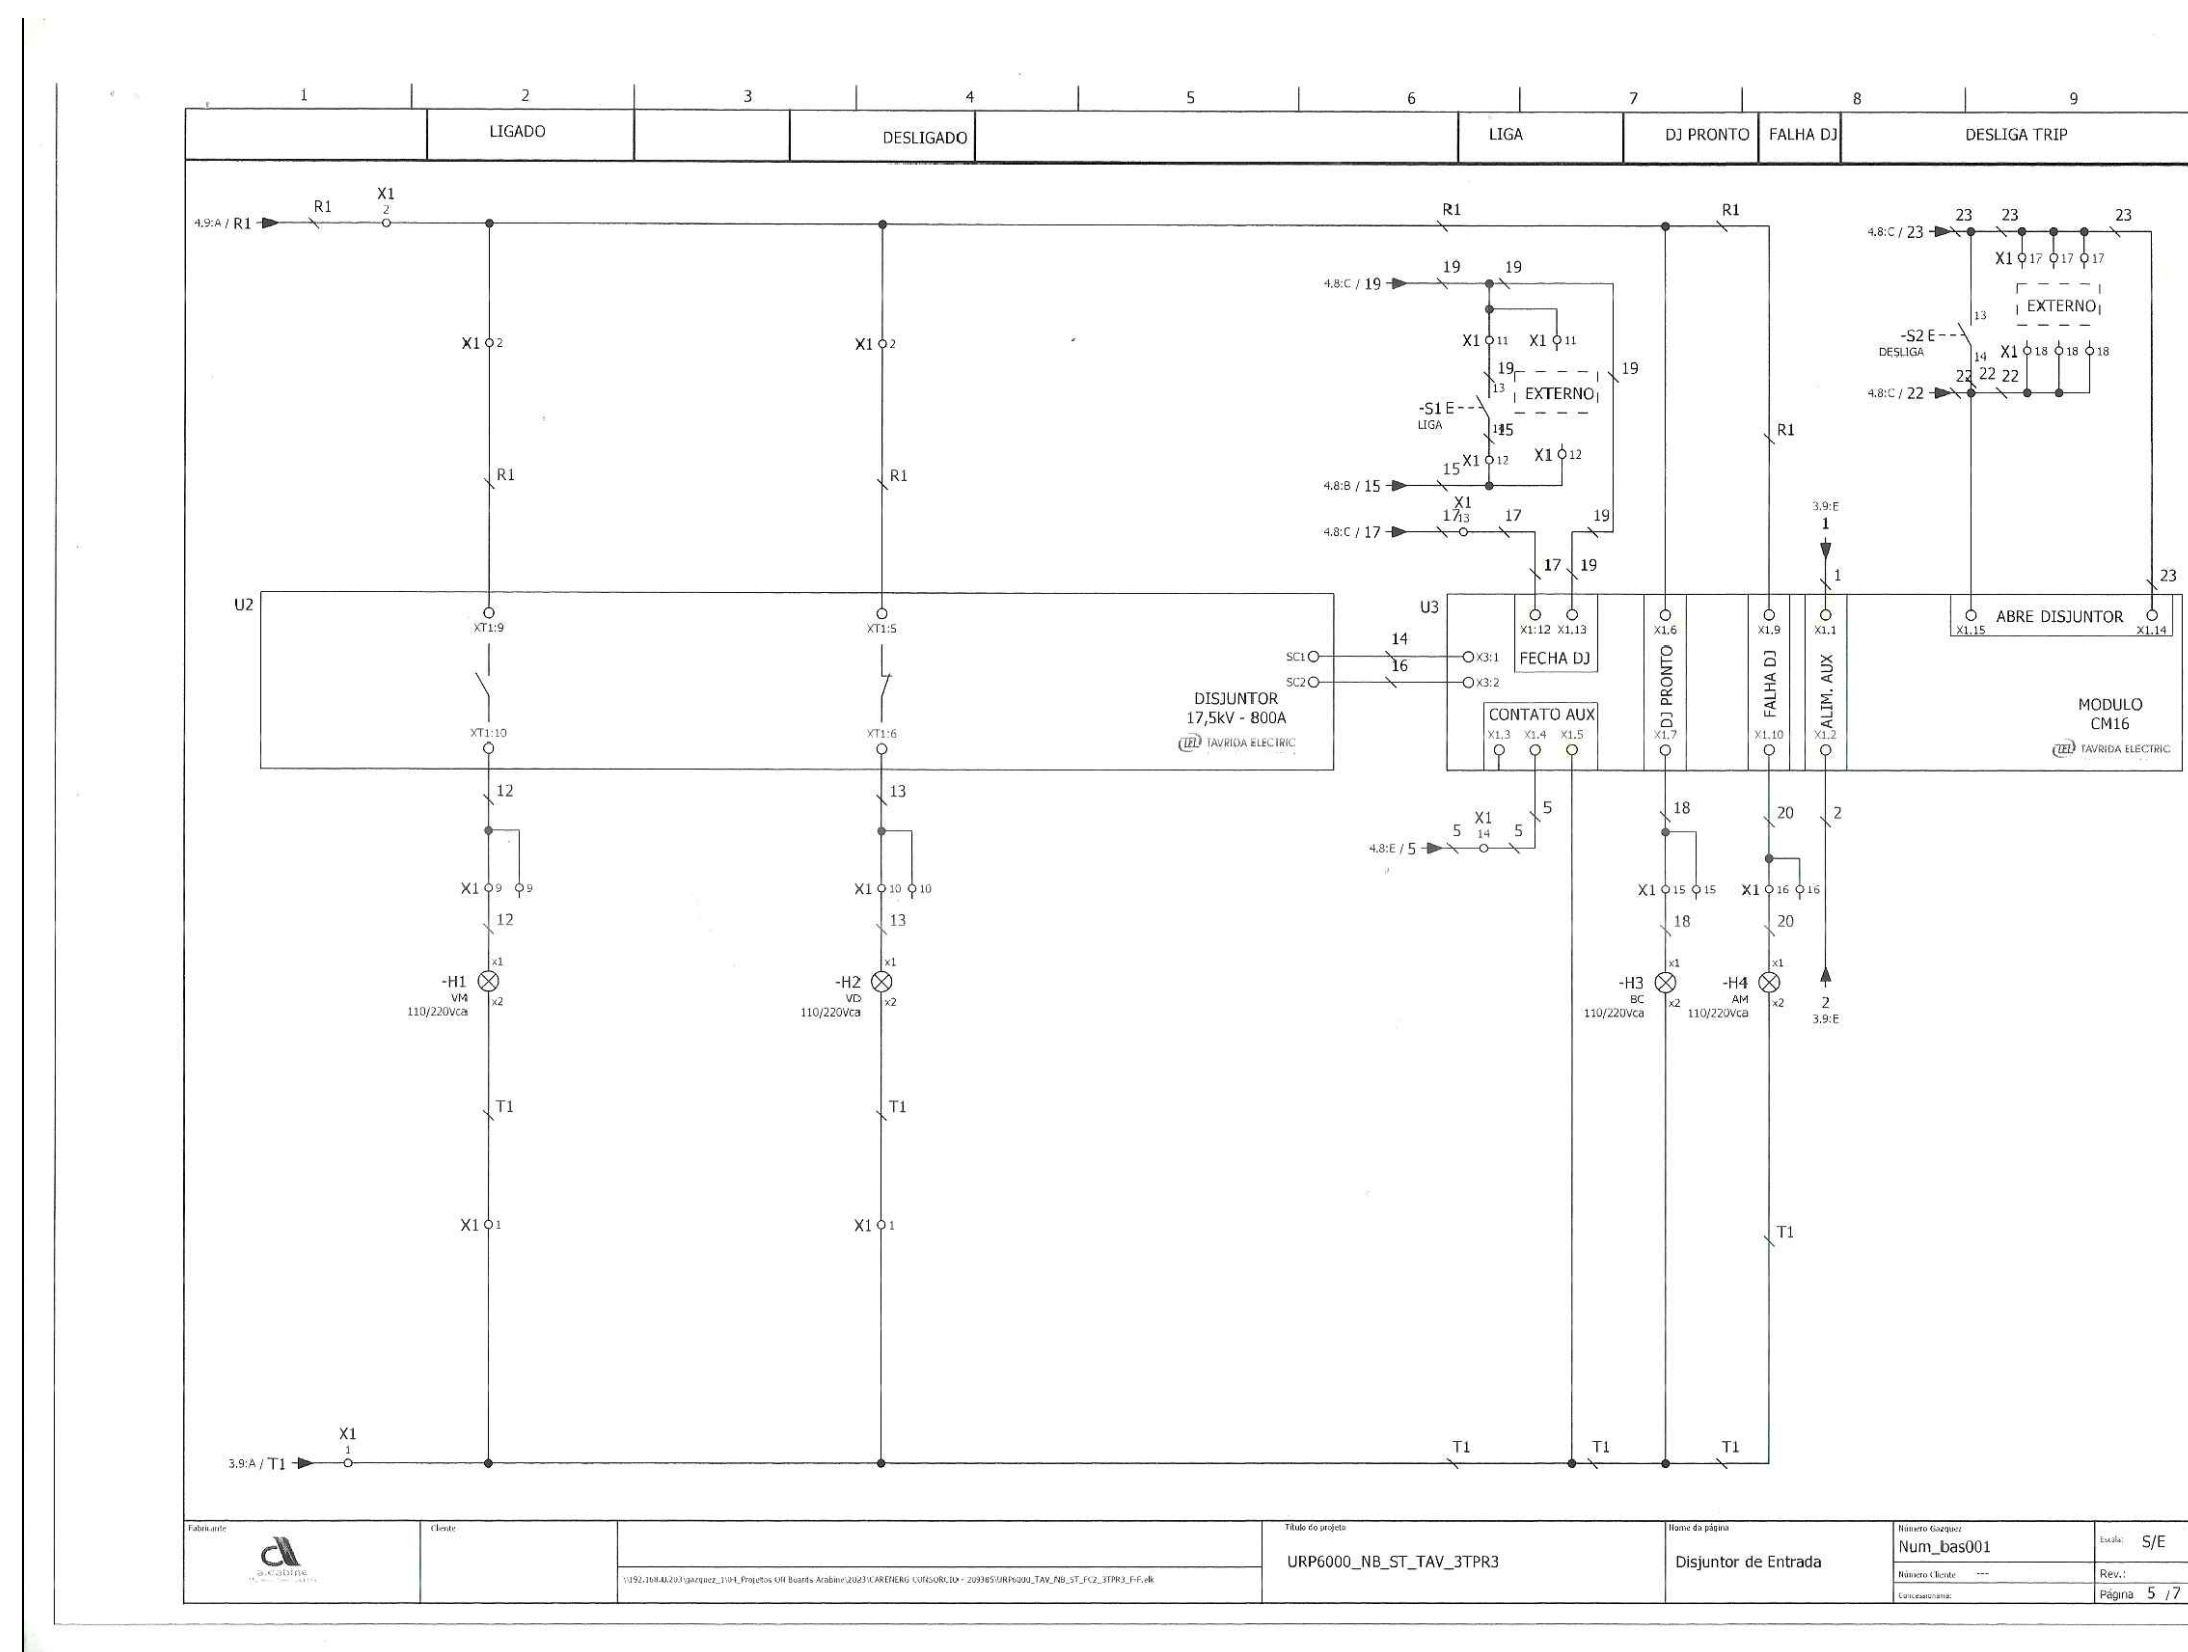 1 2 3 4 5 6 7 8 9
LIGADO DESLIGADO LIGA DJ PRONTO FALHA DJ DESLIGA TRIP
4.9:A / R1 R1 X1 2 R1 R1
4.8:C / 23 23 23 23
X1 17 17 17
EXTERNO
4.8:C / 19 19 19
X1 2 X1 2
X1 11 X1 11
13
-S2 E
DESLIGA
14
X1 18 18 18
4.8:C / 22 22 22 22
19 13 EXTERNO 19
-S1 E
LIGA
15
X1 12 X1 12
R1 R1 R1
4.8:B / 15 15
X1
13
4.8:C / 17 17 17 19
3.9:E
1
17 19 1 23
U2 XT1:9 XT1:5
U3 X1:12 X1.13 X1.6 X1.9 X1.1 X1.15 ABRE DISJUNTOR X1.14
SC1 14 X3:1 FECHA DJ
SC2 16 X3:2
DJ PRONTO
FALHA DJ
ALIM. AUX
DISJUNTOR
17,5kV - 800A
TEL TAVRIDA ELECTRIC
CONTATO AUX
MODULO
CM16
TEL TAVRIDA ELECTRIC
XT1:10 XT1:6 X1.3 X1.4 X1.5 X1.7 X1.10 X1.2
12 13 5 18 20 2
4.8:E / 5 5 X1 14 5
X1 9 9 X1 10 10 X1 15 15 X1 16 16
12 13 18 20
-H1 x1
VM x2
110/220Vca
-H2 x1
VD x2
110/220Vca
-H3 x1
BC x2
110/220Vca
-H4 x1
AM x2
110/220Vca
2
3.9:E
T1 T1
X1 1 X1 1 T1
X1
1
3.9:A / T1 T1 T1 T1
Fabricante
a.cabine
Cliente
Título do projeto
URP6000_NB_ST_TAV_3TPR3
Nome da página
Disjuntor de Entrada
Número Gazquez
Num_bas001
Número Cliente ---
Concessionária:
Escala: S/E
Rev.:
Página 5 / 7